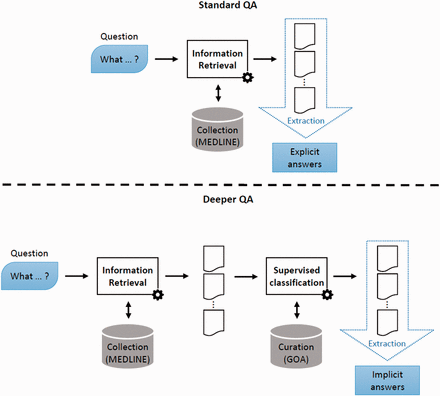 Standard QA
Question
What ... ?
Information
Retrieval
Collection
(MEDLINE)
Extraction
Explicit
answers
Deeper QA
Question
What ... ?
Information
Retrieval
Supervised
classification
Collection
(MEDLINE)
Curation
(GOA)
Extraction
Implicit
answers